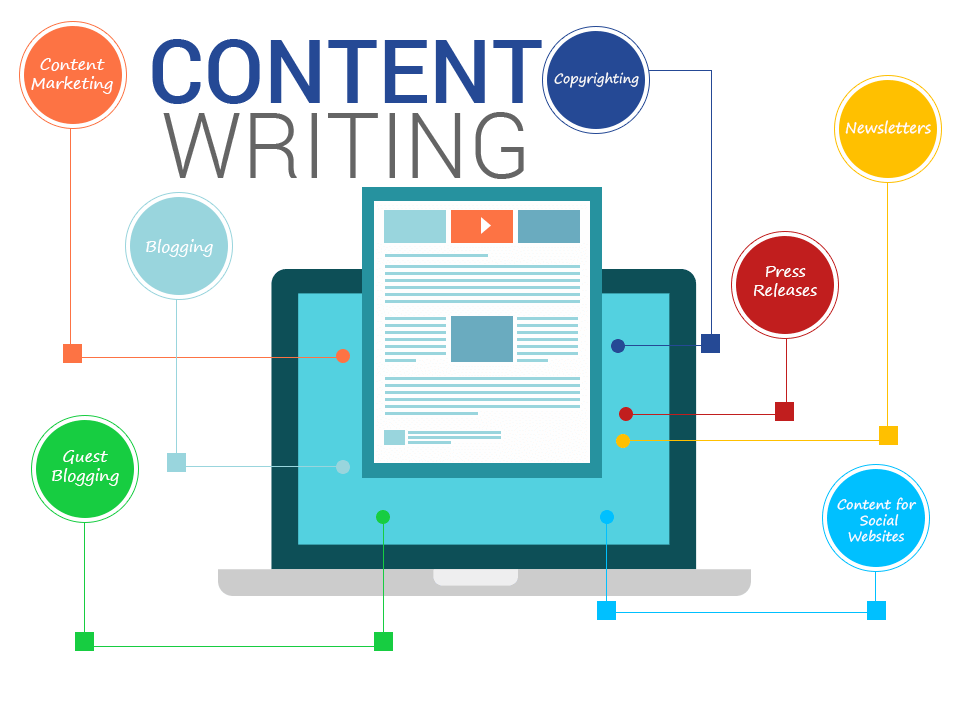 CONTENT
WRITING
Content
Marketing
Copyrighting
Newsletters
Blogging
Press
Releases
Guest
Blogging
Content for
Social
Websites